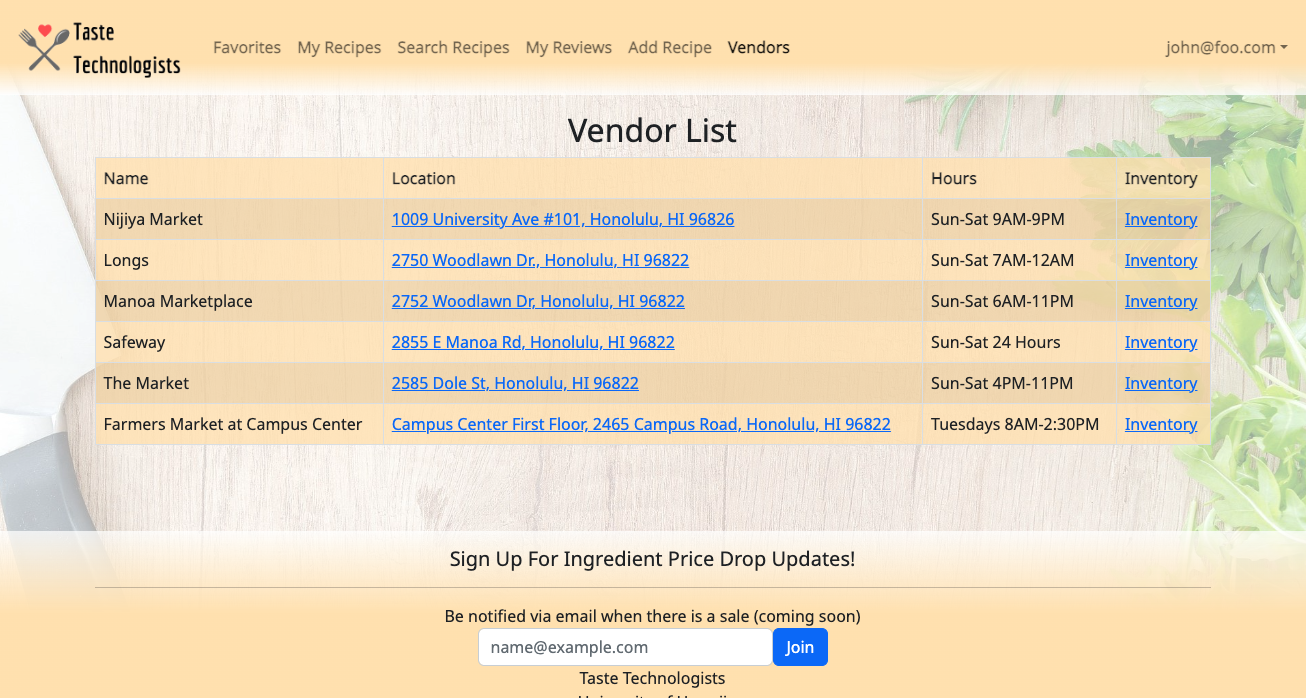 Taste
Technologists
Favorites My Recipes Search Recipes My Reviews Add Recipe Vendors john@foo.com
Vendor List
Name Location Hours Inventory
Nijiya Market 1009 University Ave #101, Honolulu, HI 96826 Sun-Sat 9AM-9PM Inventory
Longs 2750 Woodlawn Dr., Honolulu, HI 96822 Sun-Sat 7AM-12AM Inventory
Manoa Marketplace 2752 Woodlawn Dr, Honolulu, HI 96822 Sun-Sat 6AM-11PM Inventory
Safeway 2855 E Manoa Rd, Honolulu, HI 96822 Sun-Sat 24 Hours Inventory
The Market 2585 Dole St, Honolulu, HI 96822 Sun-Sat 4PM-11PM Inventory
Farmers Market at Campus Center Campus Center First Floor, 2465 Campus Road, Honolulu, HI 96822 Tuesdays 8AM-2:30PM Inventory
Sign Up For Ingredient Price Drop Updates!
Be notified via email when there is a sale (coming soon)
name@example.com Join
Taste Technologists